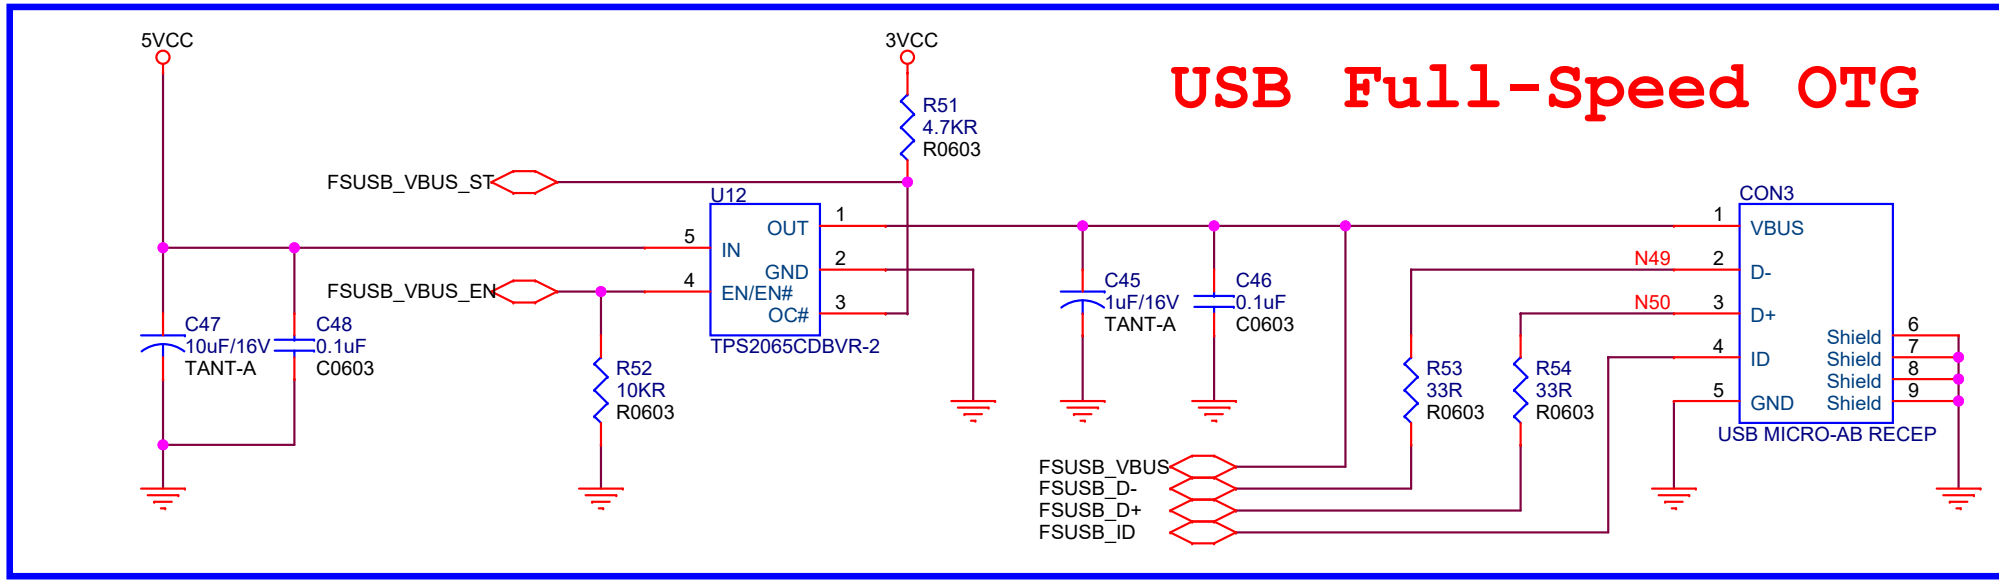 5VCC
3VCC
USB Full-Speed OTG
R51
4.7KR
R0603
FSUSB_VBUS_ST
U12
CON3
OUT
1
1
VBUS
5
IN
GND
2
N49
2
D-
FSUSB_VBUS_EN
4
EN/EN#
OC#
3
N50
3
D+
C45
1uF/16V
TANT-A
C46
0.1uF
C0603
C47
10uF/16V
TANT-A
C48
0.1uF
C0603
TPS2065CDBVR-2
Shield
6
4
ID
Shield
7
R52
10KR
R0603
R53
33R
R0603
R54
33R
R0603
Shield
8
5
GND
Shield
9
USB MICRO-AB RECEP
FSUSB_VBUS
FSUSB_D-
FSUSB_D+
FSUSB_ID